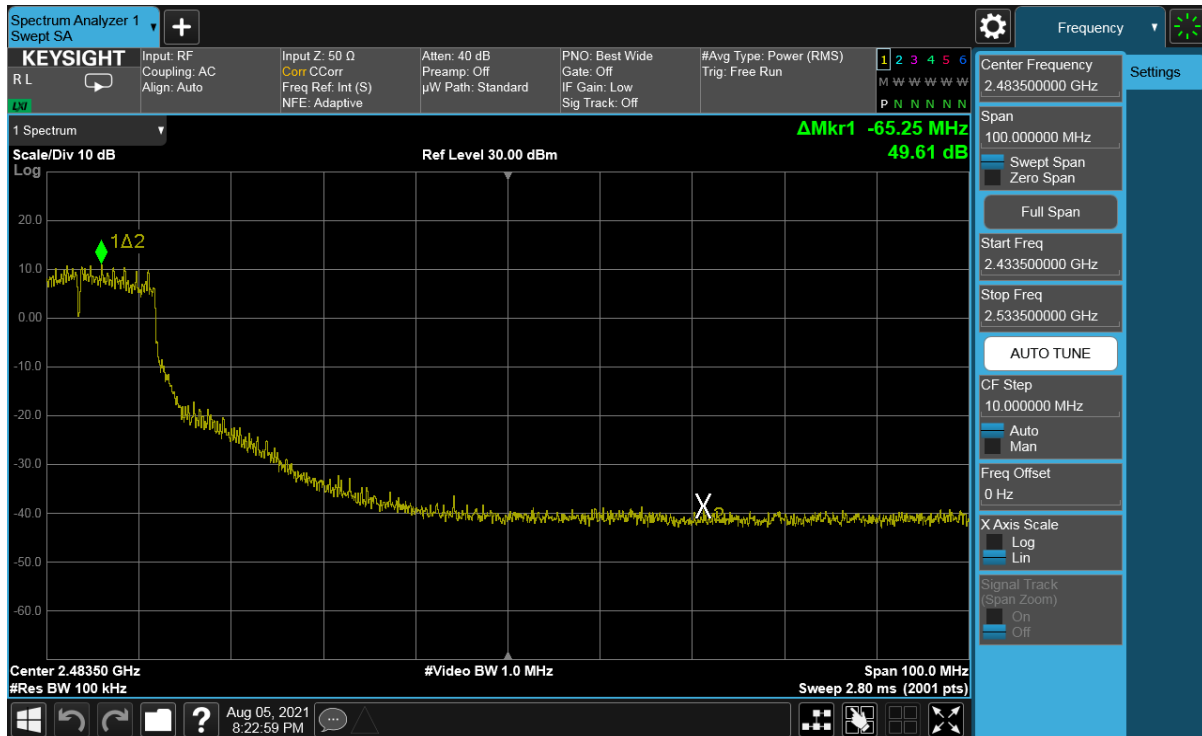 Spectrum Analyzer 1
Swept SA
Frequency
KEYSIGHT
R L
LXI
Input: RF
Coupling: AC
Align: Auto
Input Z: 50 Ω
Corr CCorr
Freq Ref: Int (S)
NFE: Adaptive
Atten: 40 dB
Preamp: Off
µW Path: Standard
PNO: Best Wide
Gate: Off
IF Gain: Low
Sig Track: Off
#Avg Type: Power (RMS)
Trig: Free Run
1 2 3 4 5 6
M W W W W W
P N N N N N
1 Spectrum
ΔMkr1 -65.25 MHz
49.61 dB
Scale/Div 10 dB
Ref Level 30.00 dBm
Log
20.0
1Δ2
10.0
0.00
-10.0
-20.0
-30.0
-40.0
X2
-50.0
-60.0
Center 2.48350 GHz
#Video BW 1.0 MHz
Span 100.0 MHz
#Res BW 100 kHz
Sweep 2.80 ms (2001 pts)
Center Frequency
2.483500000 GHz
Settings
Span
100.000000 MHz
Swept Span
Zero Span
Full Span
Start Freq
2.433500000 GHz
Stop Freq
2.533500000 GHz
AUTO TUNE
CF Step
10.000000 MHz
Auto
Man
Freq Offset
0 Hz
X Axis Scale
Log
Lin
Signal Track
(Span Zoom)
On
Off
?
Aug 05, 2021
8:22:59 PM